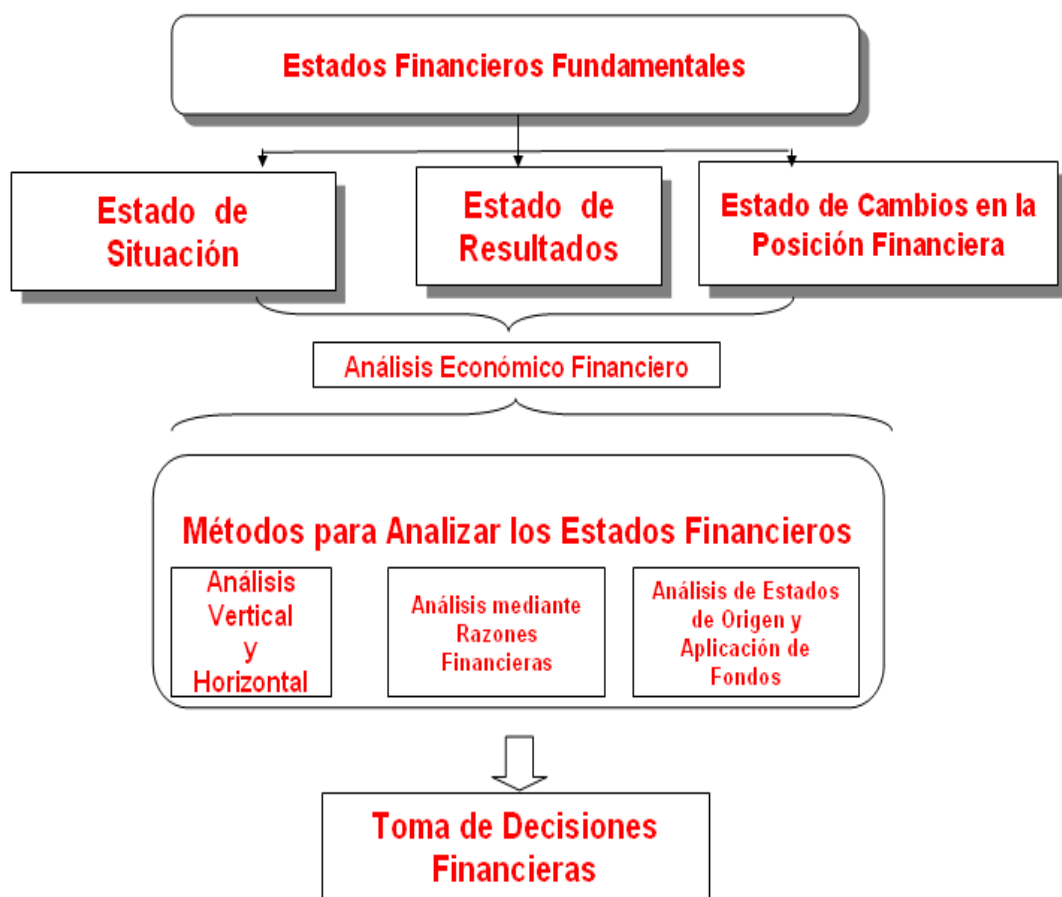 Estados Financieros Fundamentales
Estado de
Situación
Estado de
Resultados
Estado de Cambios en la
Posición Financiera
Análisis Económico Financiero
Métodos para Analizar los Estados Financieros
Análisis
Vertical
y
Horizontal
Análisis mediante
Razones
Financieras
Análisis de Estados
de Origen y
Aplicación de
Fondos
Toma de Decisiones
Financieras